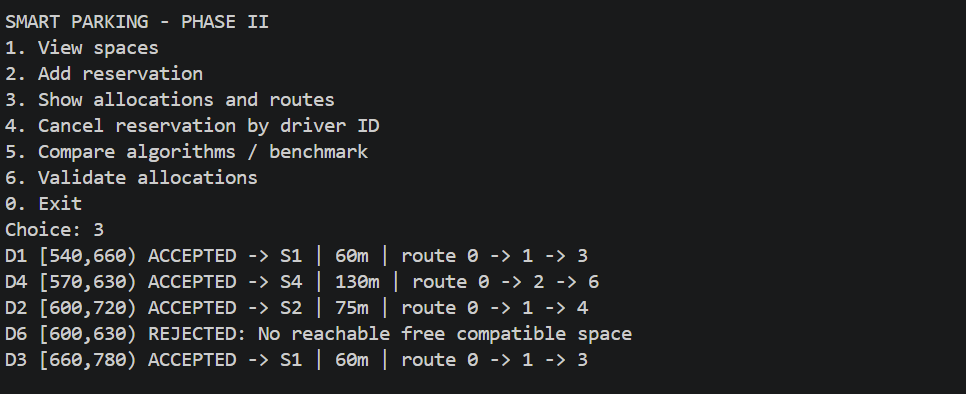 SMART PARKING - PHASE II
1. View spaces
2. Add reservation
3. Show allocations and routes
4. Cancel reservation by driver ID
5. Compare algorithms / benchmark
6. Validate allocations
0. Exit
Choice: 3
D1 [540,660) ACCEPTED -> S1 | 60m | route 0 -> 1 -> 3
D4 [570,630) ACCEPTED -> S4 | 130m | route 0 -> 2 -> 6
D2 [600,720) ACCEPTED -> S2 | 75m | route 0 -> 1 -> 4
D6 [600,630) REJECTED: No reachable free compatible space
D3 [660,780) ACCEPTED -> S1 | 60m | route 0 -> 1 -> 3